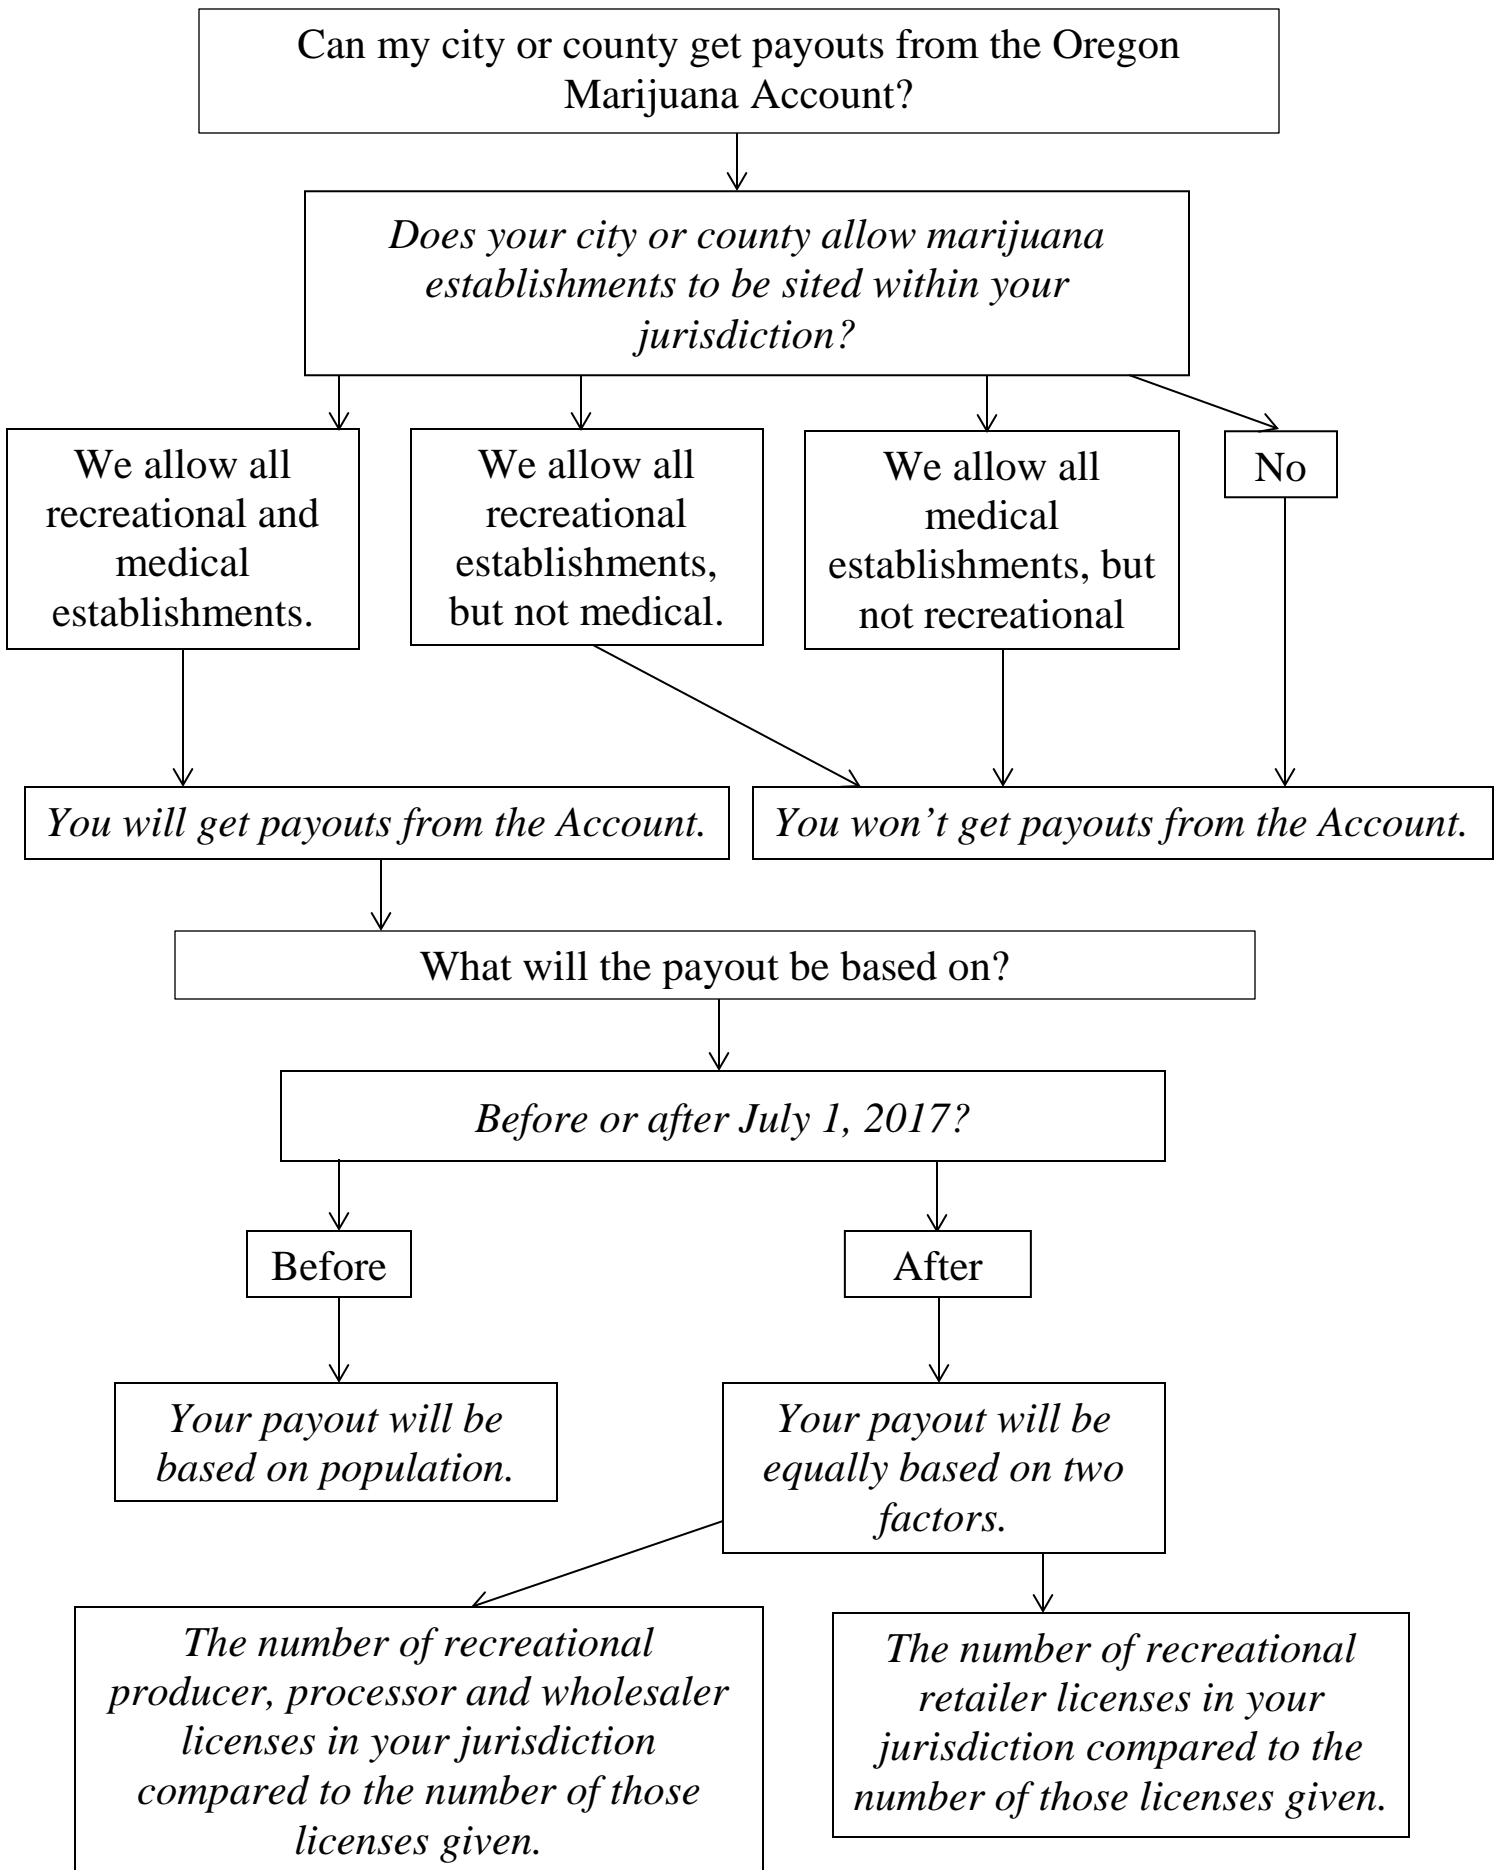 Can my city or county get payouts from the Oregon
Marijuana Account?
Does your city or county allow marijuana
establishments to be sited within your
jurisdiction?
We allow all
recreational and
medical
establishments.
We allow all
recreational
establishments,
but not medical.
We allow all
medical
establishments, but
not recreational
No
You will get payouts from the Account.
You won’t get payouts from the Account.
What will the payout be based on?
Before or after July 1, 2017?
Before
After
Your payout will be
based on population.
Your payout will be
equally based on two
factors.
The number of recreational
producer, processor and wholesaler
licenses in your jurisdiction
compared to the number of those
licenses given.
The number of recreational
retailer licenses in your
jurisdiction compared to the
number of those licenses given.